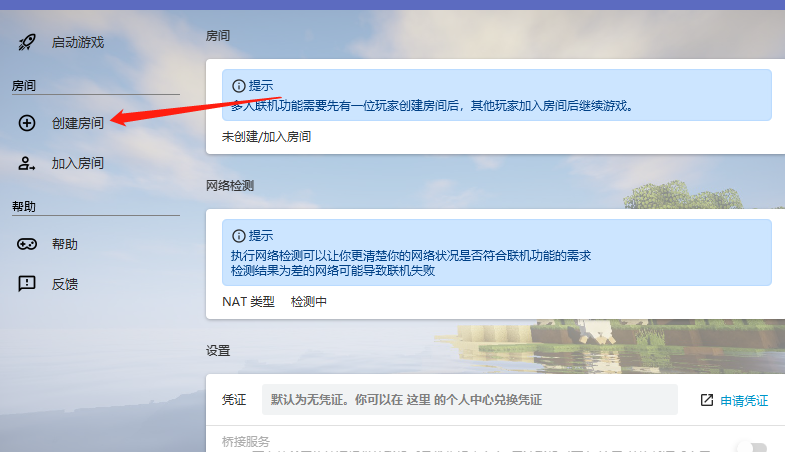 启动游戏
房间
创建房间
加入房间
帮助
帮助
反馈
房间
提示
多人联机功能需要先有一位玩家创建房间后，其他玩家加入房间后继续游戏。
未创建/加入房间
网络检测
提示
执行网络检测可以让你更清楚你的网络状况是否符合联机功能的需求
检测结果为差的网络可能导致联机失败
NAT 类型 检测中
设置
凭证 默认为无凭证。你可以在 这里 的个人中心兑换凭证 申请凭证
桥接服务